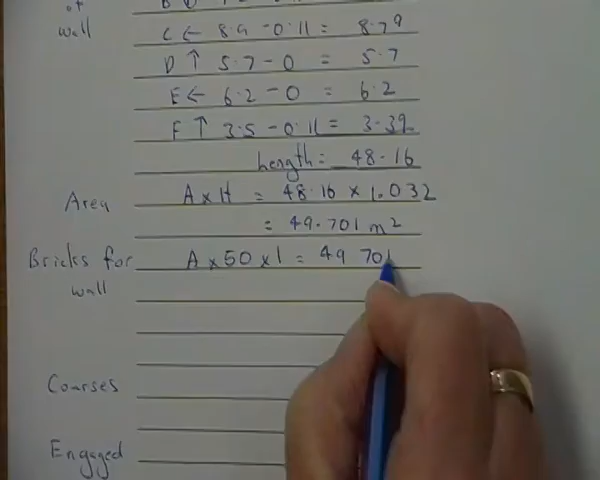 of
wall
C ← 8.9 - 0.11 = 8.79
D ↑ 5.7 - 0 = 5.7
E ← 6.2 - 0 = 6.2
F ↑ 3.5 - 0.11 = 3.39
Length = 48.16
Area A x H = 48.16 x 1.032
= 49.701 m²
Bricks for A x 50 x 1 = 49 701
wall
Courses
Engaged